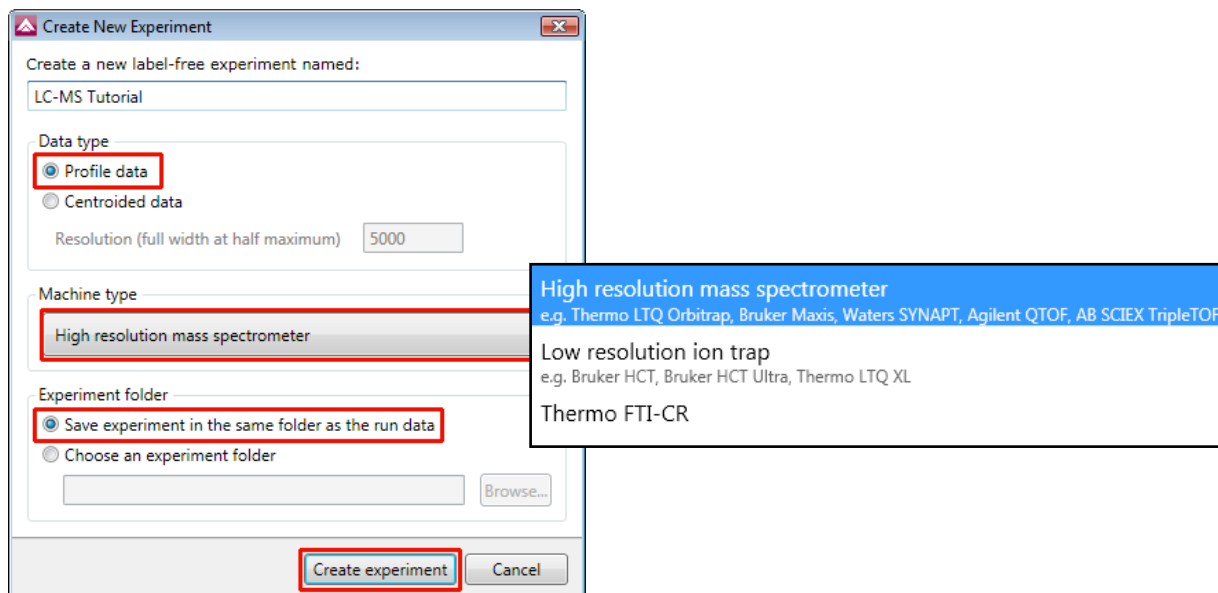 Create New Experiment
Create a new label-free experiment named:
LC-MS Tutorial
Data type
Profile data
Centroided data
Resolution (full width at half maximum) 5000
Machine type
High resolution mass spectrometer
High resolution mass spectrometer
e.g. Thermo LTQ Orbitrap, Bruker Maxis, Waters SYNAPT, Agilent QTOF, AB SCIEX TripleTOF
Low resolution ion trap
e.g. Bruker HCT, Bruker HCT Ultra, Thermo LTQ XL
Thermo FTI-CR
Experiment folder
Save experiment in the same folder as the run data
Choose an experiment folder
Browse...
Create experiment Cancel